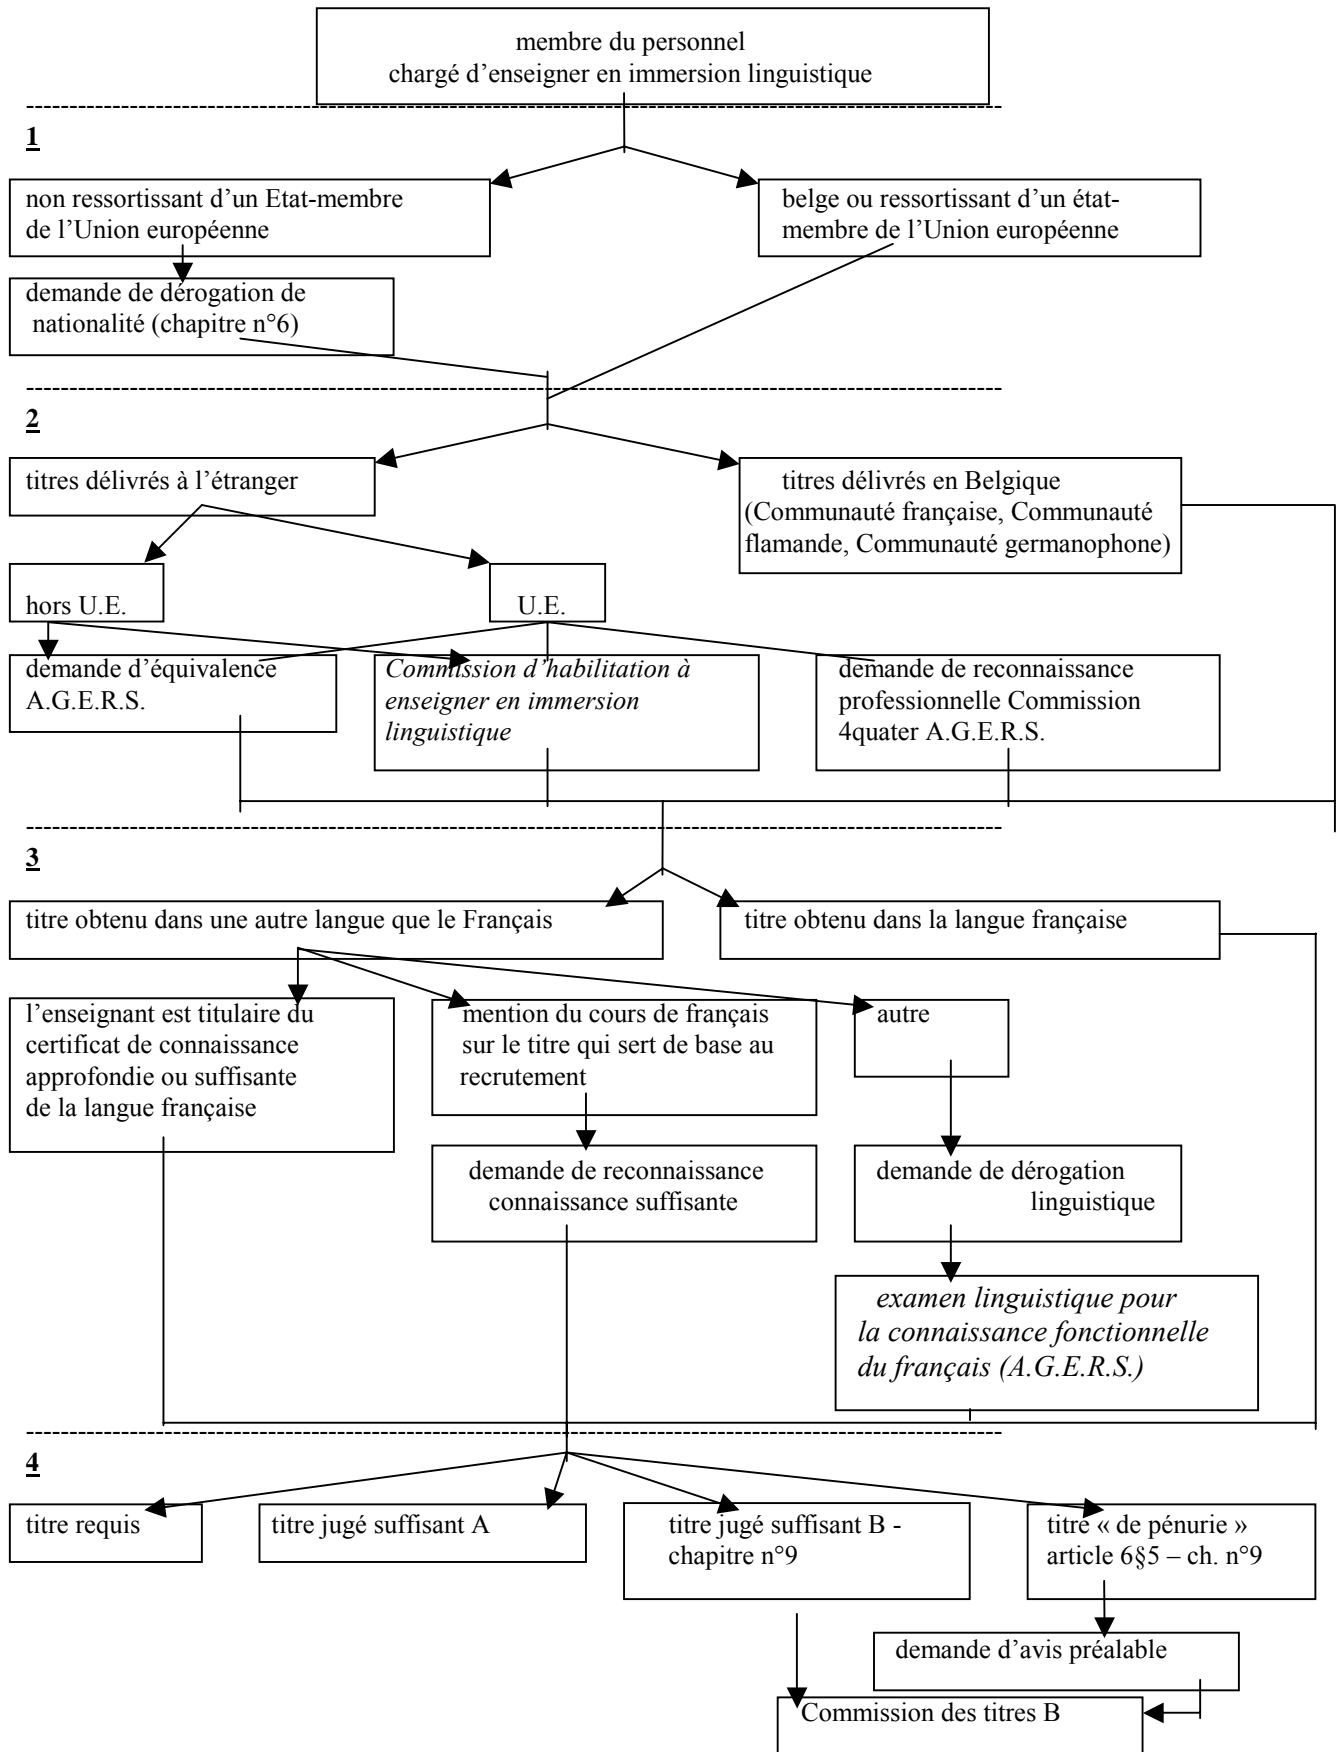 membre du personnel
chargé d'enseigner en immersion linguistique
1
non ressortissant d'un Etat-membre
de l'Union européenne
belge ou ressortissant d'un état-
membre de l'Union européenne
demande de dérogation de
nationalité (chapitre n°6)
2
titres délivrés à l'étranger
titres délivrés en Belgique
(Communauté française, Communauté
flamande, Communauté germanophone)
hors U.E.
U.E.
demande d'équivalence
A.G.E.R.S.
Commission d'habilitation à
enseigner en immersion
linguistique
demande de reconnaissance
professionnelle Commission
4quater A.G.E.R.S.
3
titre obtenu dans une autre langue que le Français
titre obtenu dans la langue française
l'enseignant est titulaire du
certificat de connaissance
approfondie ou suffisante
de la langue française
mention du cours de français
sur le titre qui sert de base au
recrutement
autre
demande de reconnaissance
connaissance suffisante
demande de dérogation
linguistique
examen linguistique pour
la connaissance fonctionnelle
du français (A.G.E.R.S.)
4
titre requis
titre jugé suffisant A
titre jugé suffisant B -
chapitre n°9
titre « de pénurie »
article 6§5 – ch. n°9
demande d'avis préalable
Commission des titres B